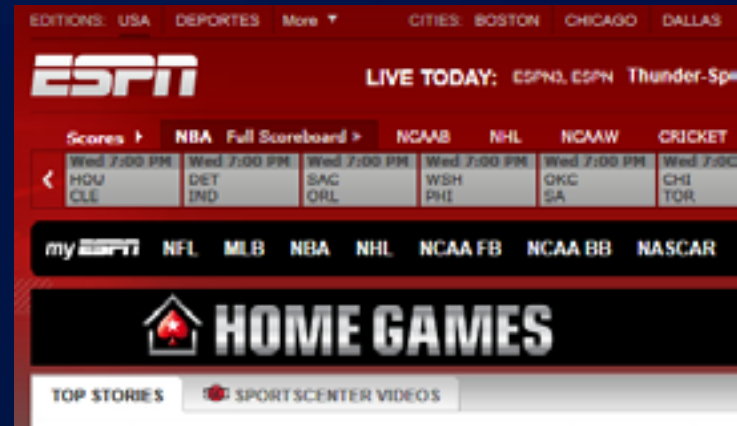 EDITIONS: USA DEPORTES More ▼ CITIES: BOSTON CHICAGO DALLAS
ESPN LIVE TODAY: ESPN3, ESPN Thunder-Sp
Scores NBA Full Scoreboard > NCAAB NHL NCAAW CRICKET
Wed 7:00 PM Wed 7:00 PM Wed 7:00 PM Wed 7:00 PM Wed 7:00 PM Wed 7:0
HOU DET SAC WSH OKC CHI
CLE IND ORL PHI SA TOR
my ESPN NFL MLB NBA NHL NCAA FB NCAA BB NASCAR
HOME GAMES
TOP STORIES SPORTSCENTER VIDEOS